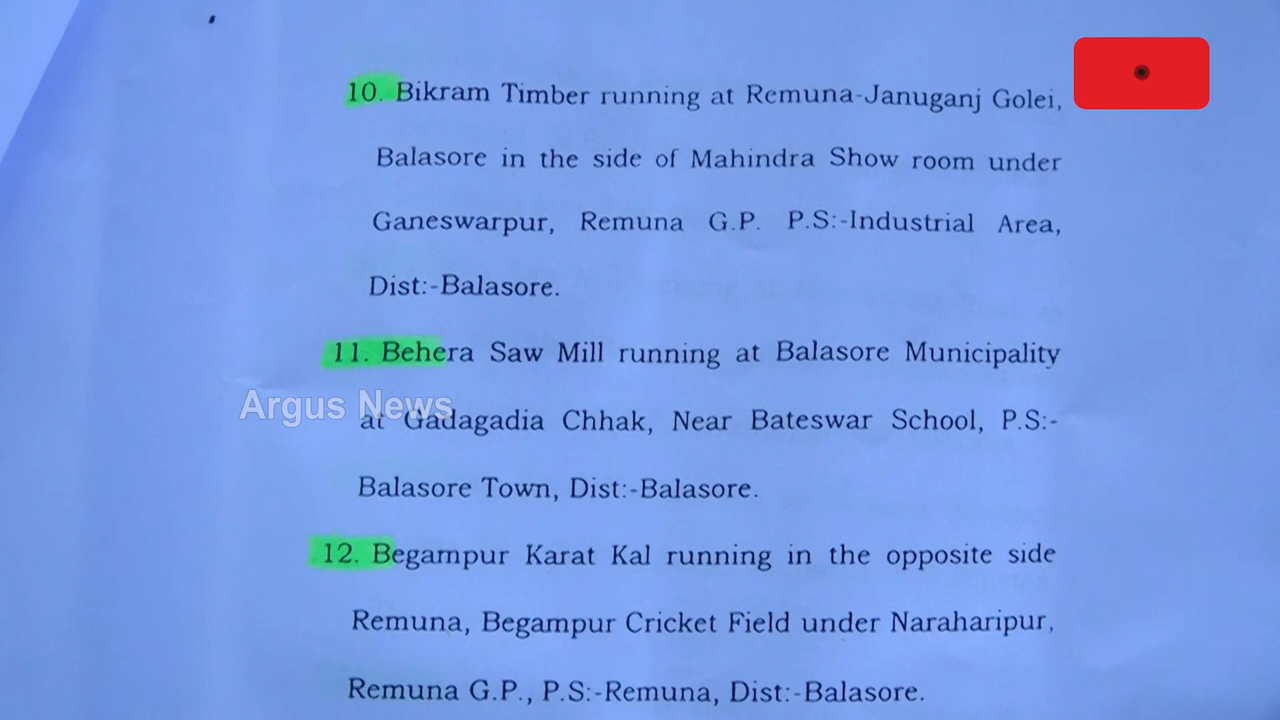 10. Bikram Timber running at Remuna-Januganj Golei,
Balasore in the side of Mahindra Show room under
Ganeswarpur, Remuna G.P. P.S:-Industrial Area,
Dist:-Balasore.
11. Behera Saw Mill running at Balasore Municipality
Argus News
at Gadagadia Chhak, Near Bateswar School, P.S:-
Balasore Town, Dist:-Balasore.
12. Begampur Karat Kal running in the opposite side
Remuna, Begampur Cricket Field under Naraharipur,
Remuna G.P., P.S:-Remuna, Dist:-Balasore.